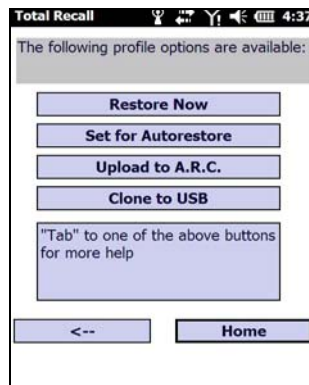 Total Recall 4:37
The following profile options are available:
Restore Now
Set for Autorestore
Upload to A.R.C.
Clone to USB
"Tab" to one of the above buttons
for more help
<-- Home